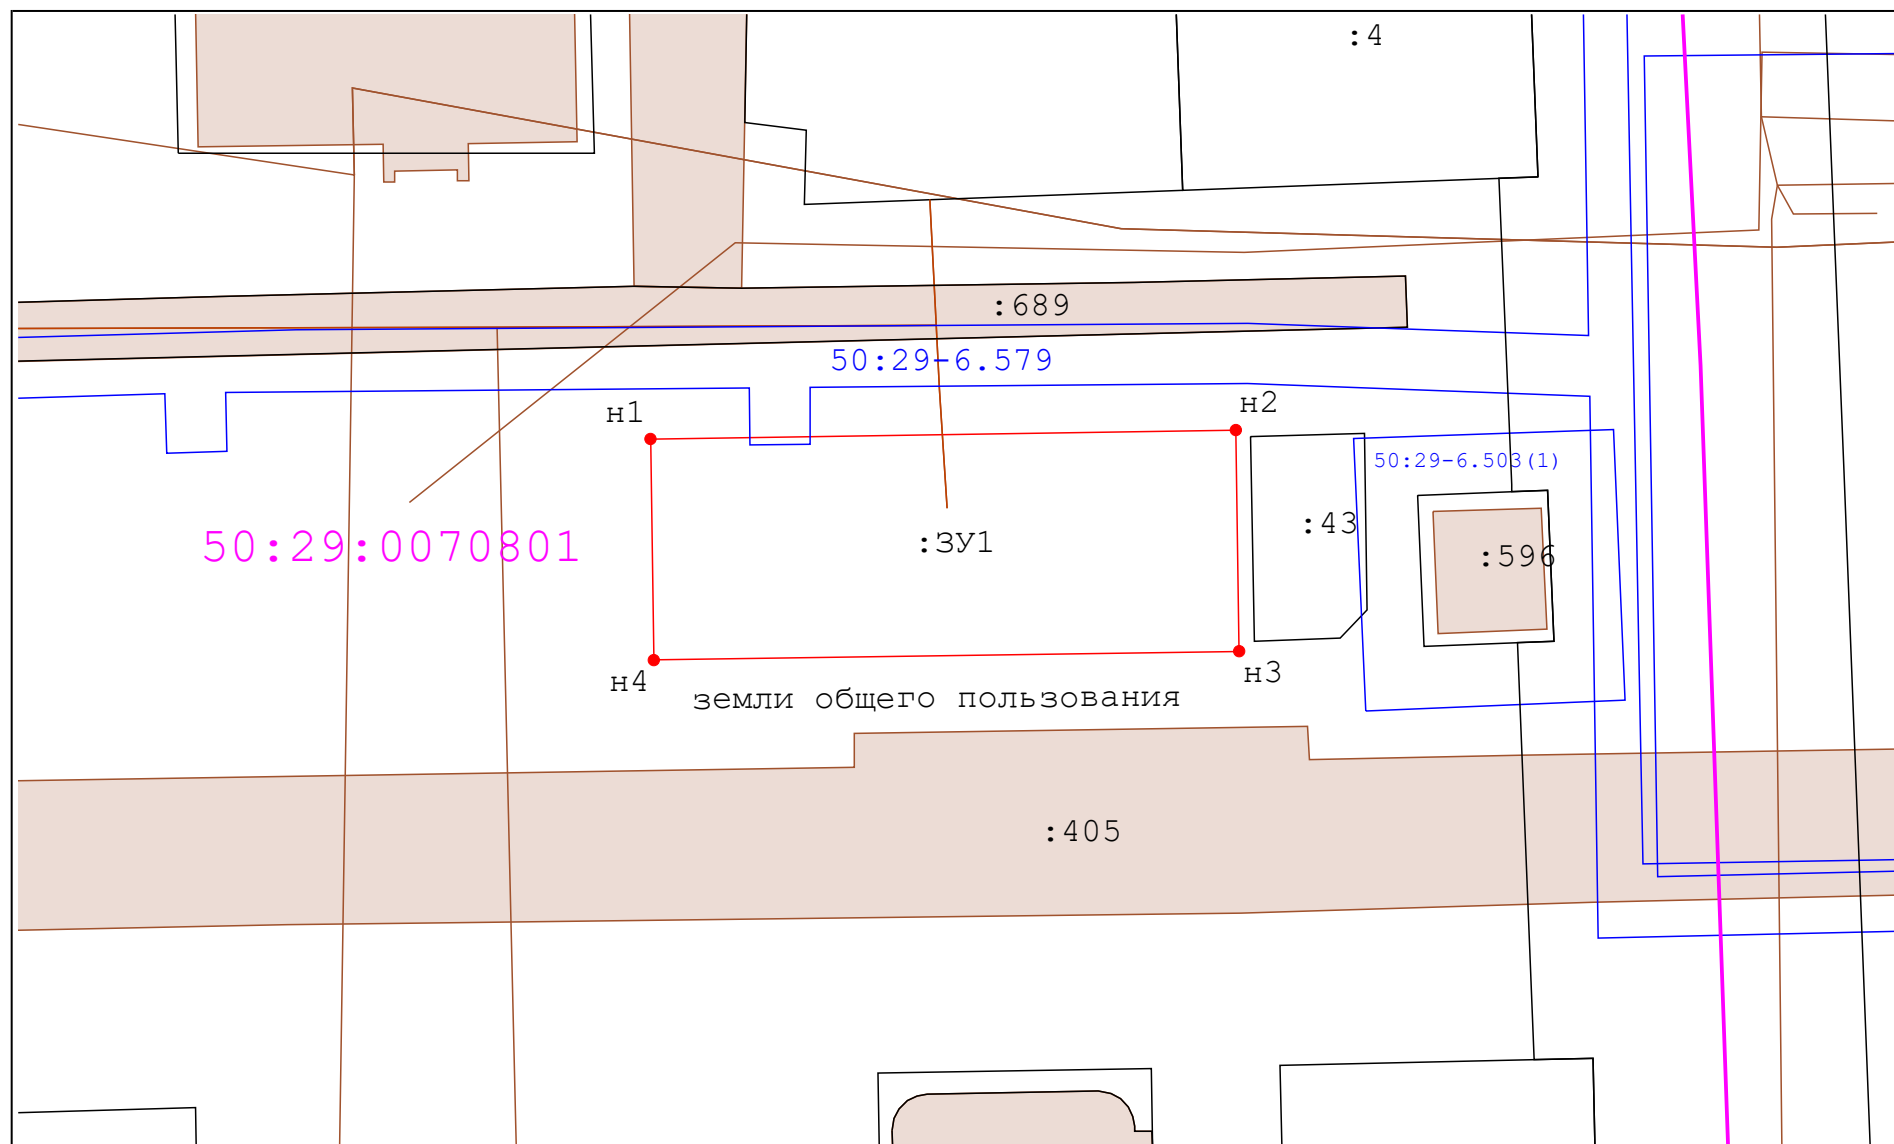 :4
:689
50:29-6.579
н1
н2
50:29-6.503(1)
:43
50:29:0070801
:ЗУ1
:596
н4
н3
земли общего пользования
:405